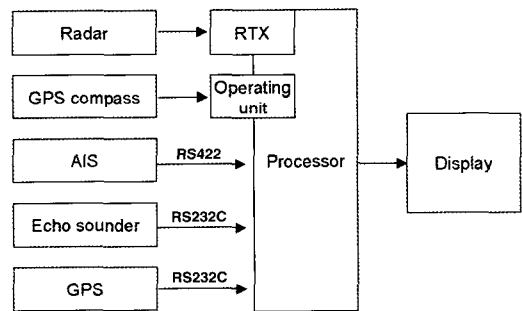 Radar
RTX
GPS compass
Operating
unit
AIS
RS422
Processor
Display
Echo sounder
RS232C
GPS
RS232C